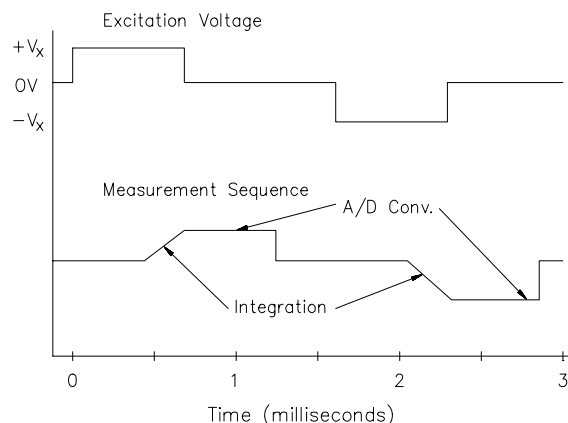 Excitation Voltage
+Vx
0V
−Vx
Measurement Sequence
A/D Conv.
Integration
0 1 2 3
Time (milliseconds)